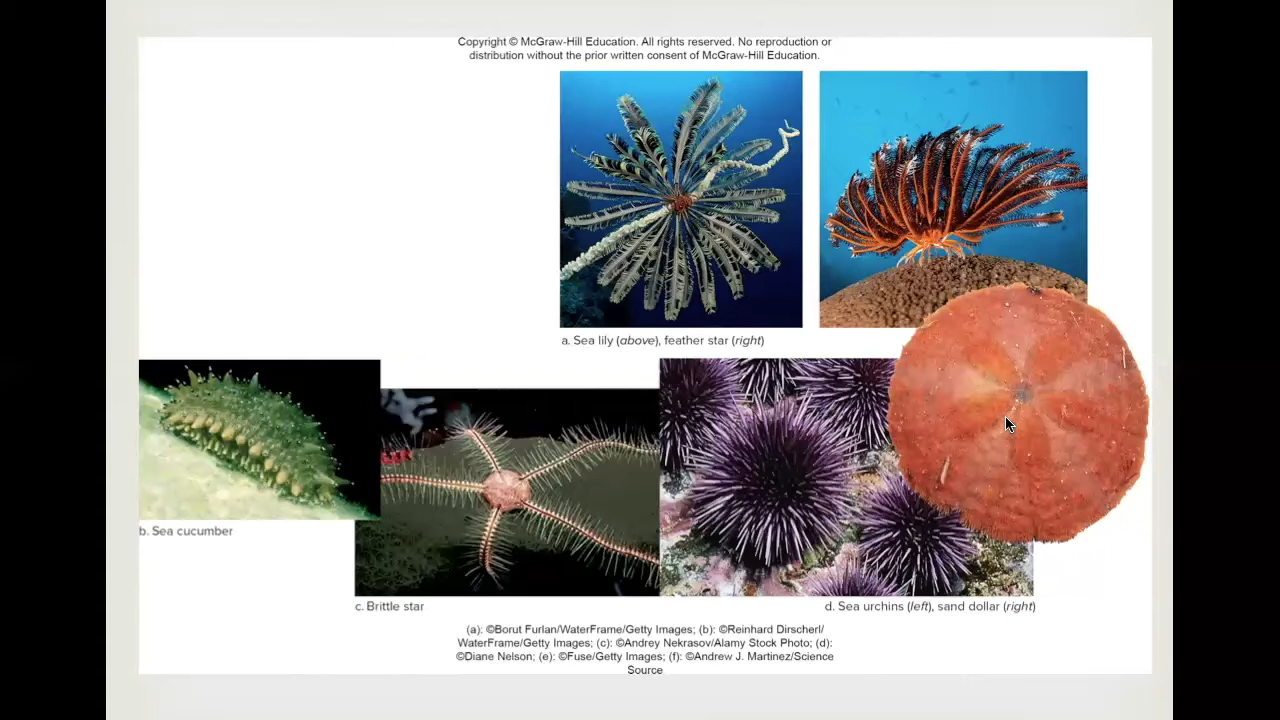 Copyright © McGraw-Hill Education. All rights reserved. No reproduction or
distribution without the prior written consent of McGraw-Hill Education.
a. Sea lily (above), feather star (right)
b. Sea cucumber
c. Brittle star
d. Sea urchins (left), sand dollar (right)
(a): ©Borut Furlan/WaterFrame/Getty Images; (b): ©Reinhard Dirscherl/
WaterFrame/Getty Images; (c): ©Andrey Nekrasov/Alamy Stock Photo; (d):
©Diane Nelson; (e): ©Fuse/Getty Images; (f): ©Andrew J. Martinez/Science
Source